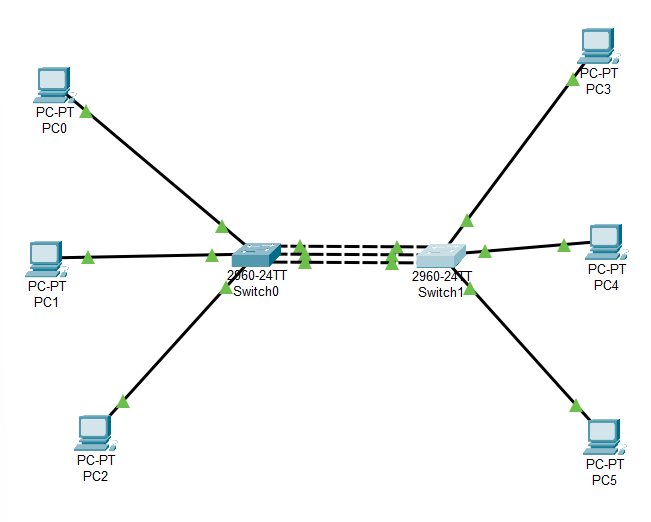 PC-PT
PC3
PC-PT
PC0
PC-PT
PC4
PC-PT
PC1
2960-24TT
Switch0
2960-24TT
Switch1
PC-PT
PC2
PC-PT
PC5